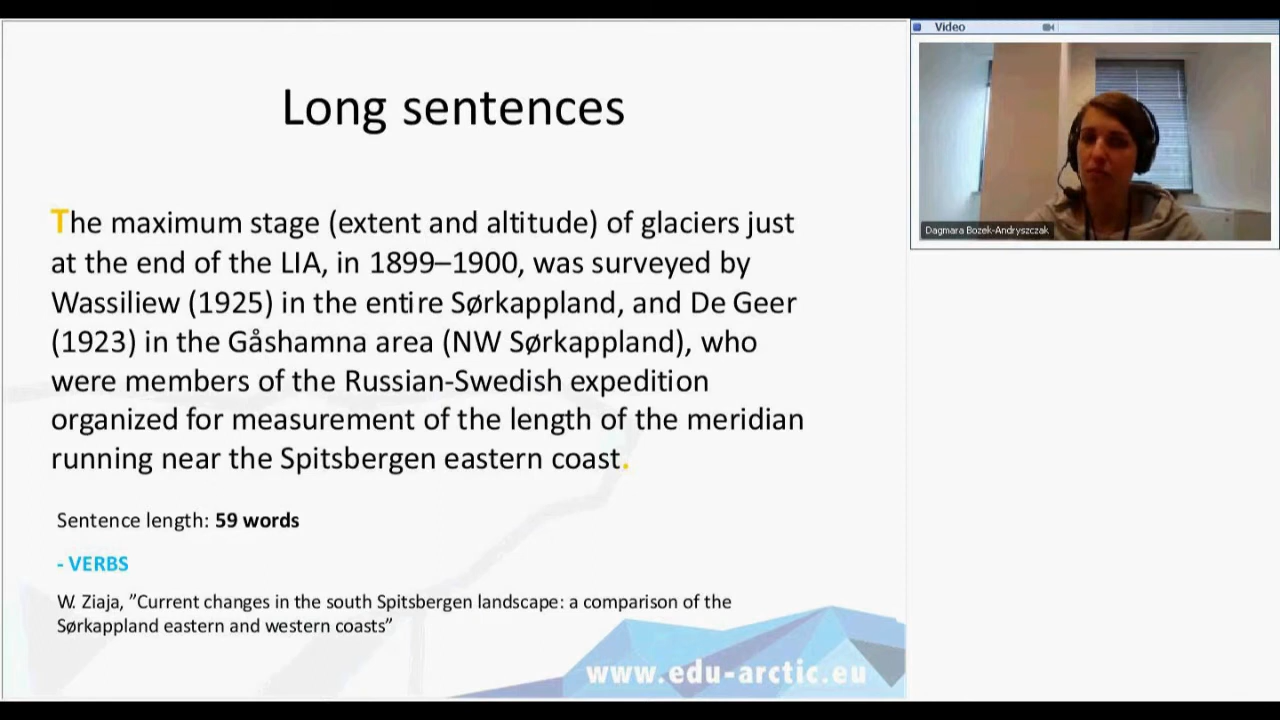 Long sentences
The maximum stage (extent and altitude) of glaciers just
at the end of the LIA, in 1899–1900, was surveyed by
Wassiliew (1925) in the entire Sørkappland, and De Geer
(1923) in the Gåshamna area (NW Sørkappland), who
were members of the Russian-Swedish expedition
organized for measurement of the length of the meridian
running near the Spitsbergen eastern coast.
Sentence length: 59 words
- VERBS
W. Ziaja, ”Current changes in the south Spitsbergen landscape: a comparison of the
Sørkappland eastern and western coasts”
www.edu-arctic.eu
Video
Dagmara Bozek-Andryszczak